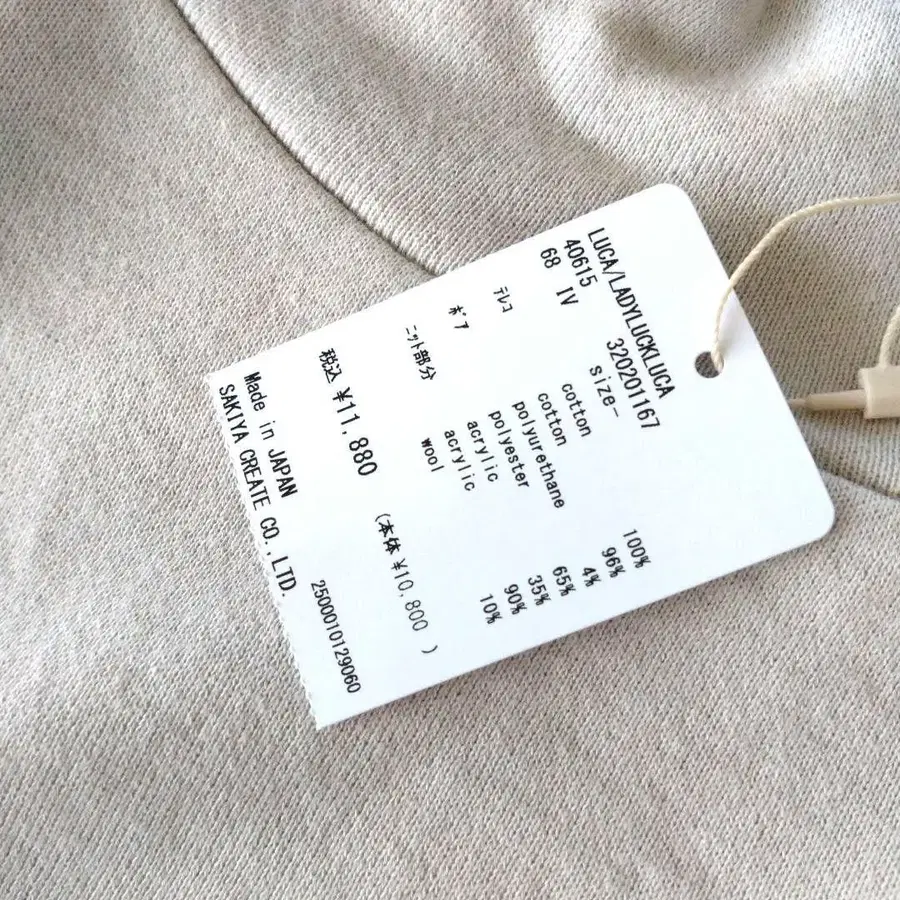 LUCA/LADYLUCKLUCA
40615 320201167
68 IV size-
cotton 100%
テレコ cotton 96%
polyurethane 4%
ボア polyester 65%
acrylic 35%
ニット部分 acrylic 90%
wool 10%
税込 ¥11,880 (本体 ¥10,800 )
Made in JAPAN
SAKIYA CREATE CO.,LTD. 2500010129060